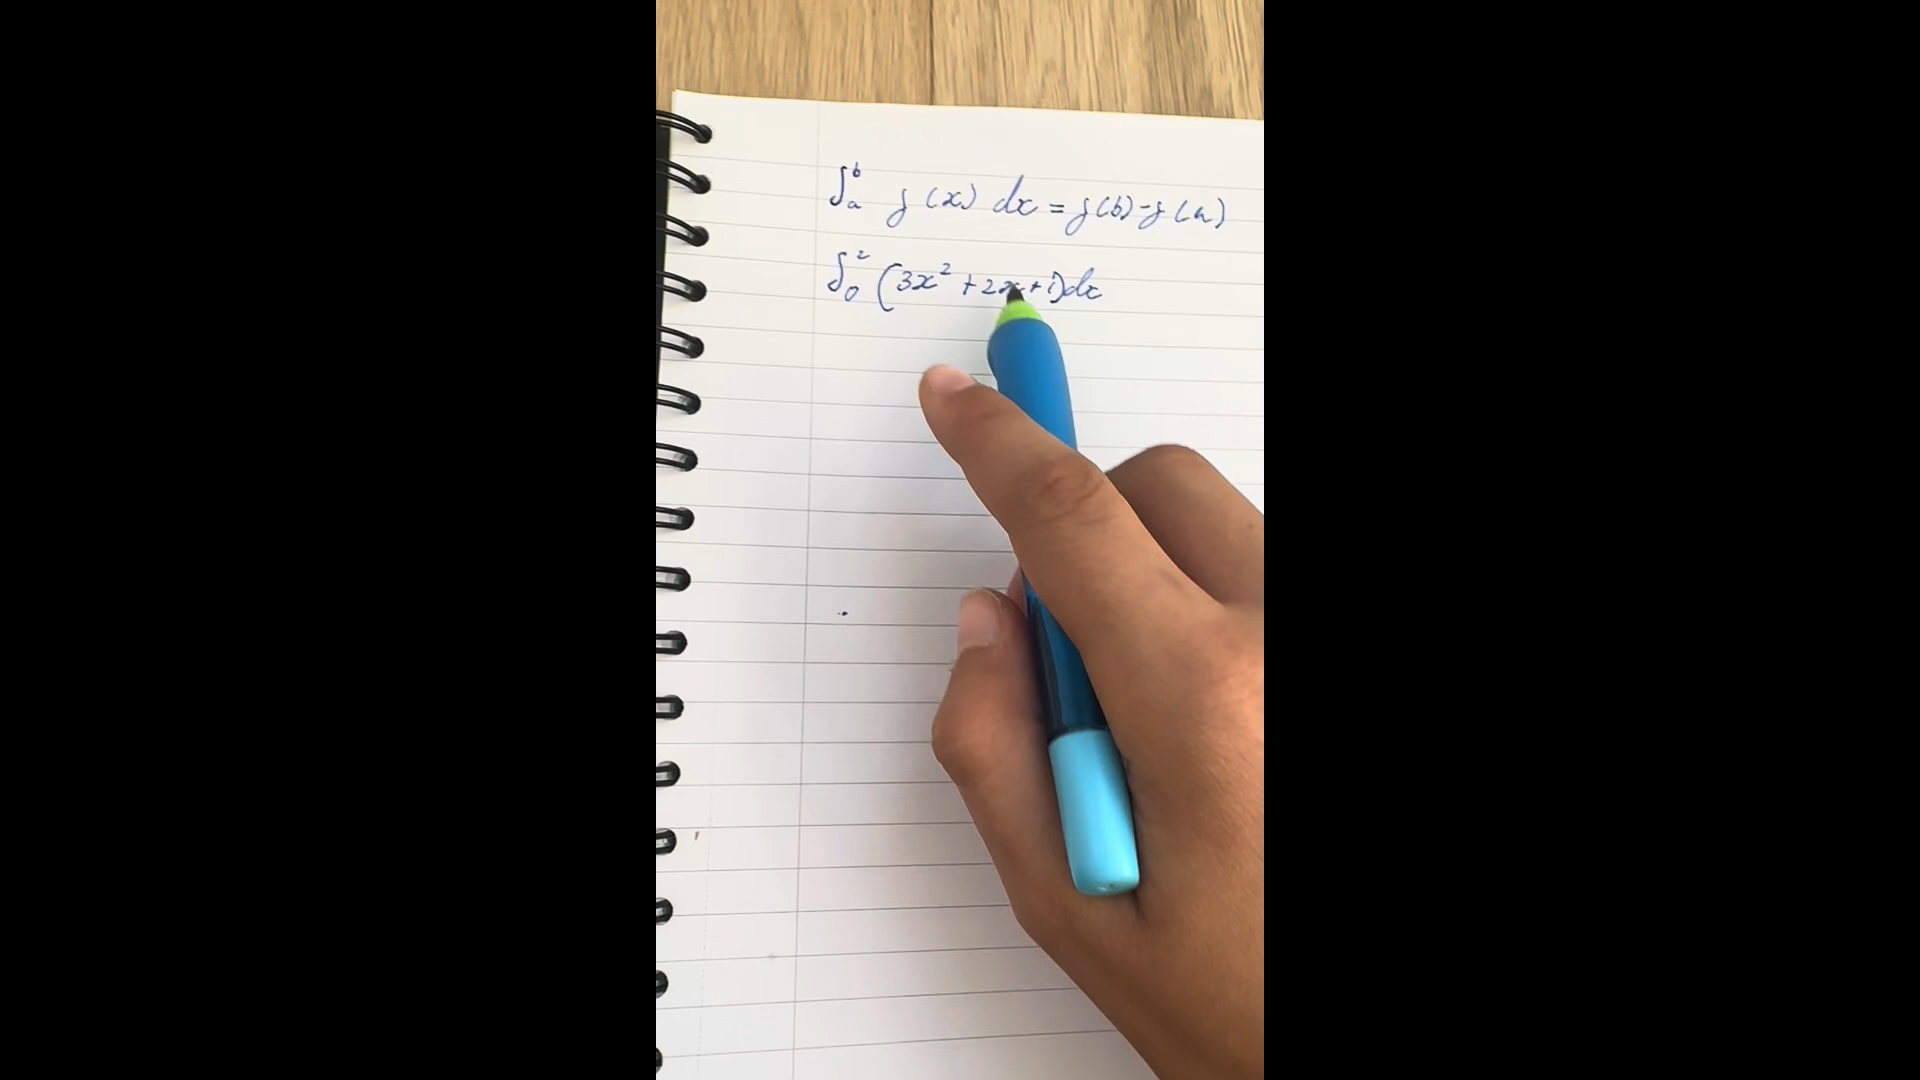 ∫ₐᵇ f(x) dx = f(b) - f(a)
∫₀² (3x² + 2x + 1)dx